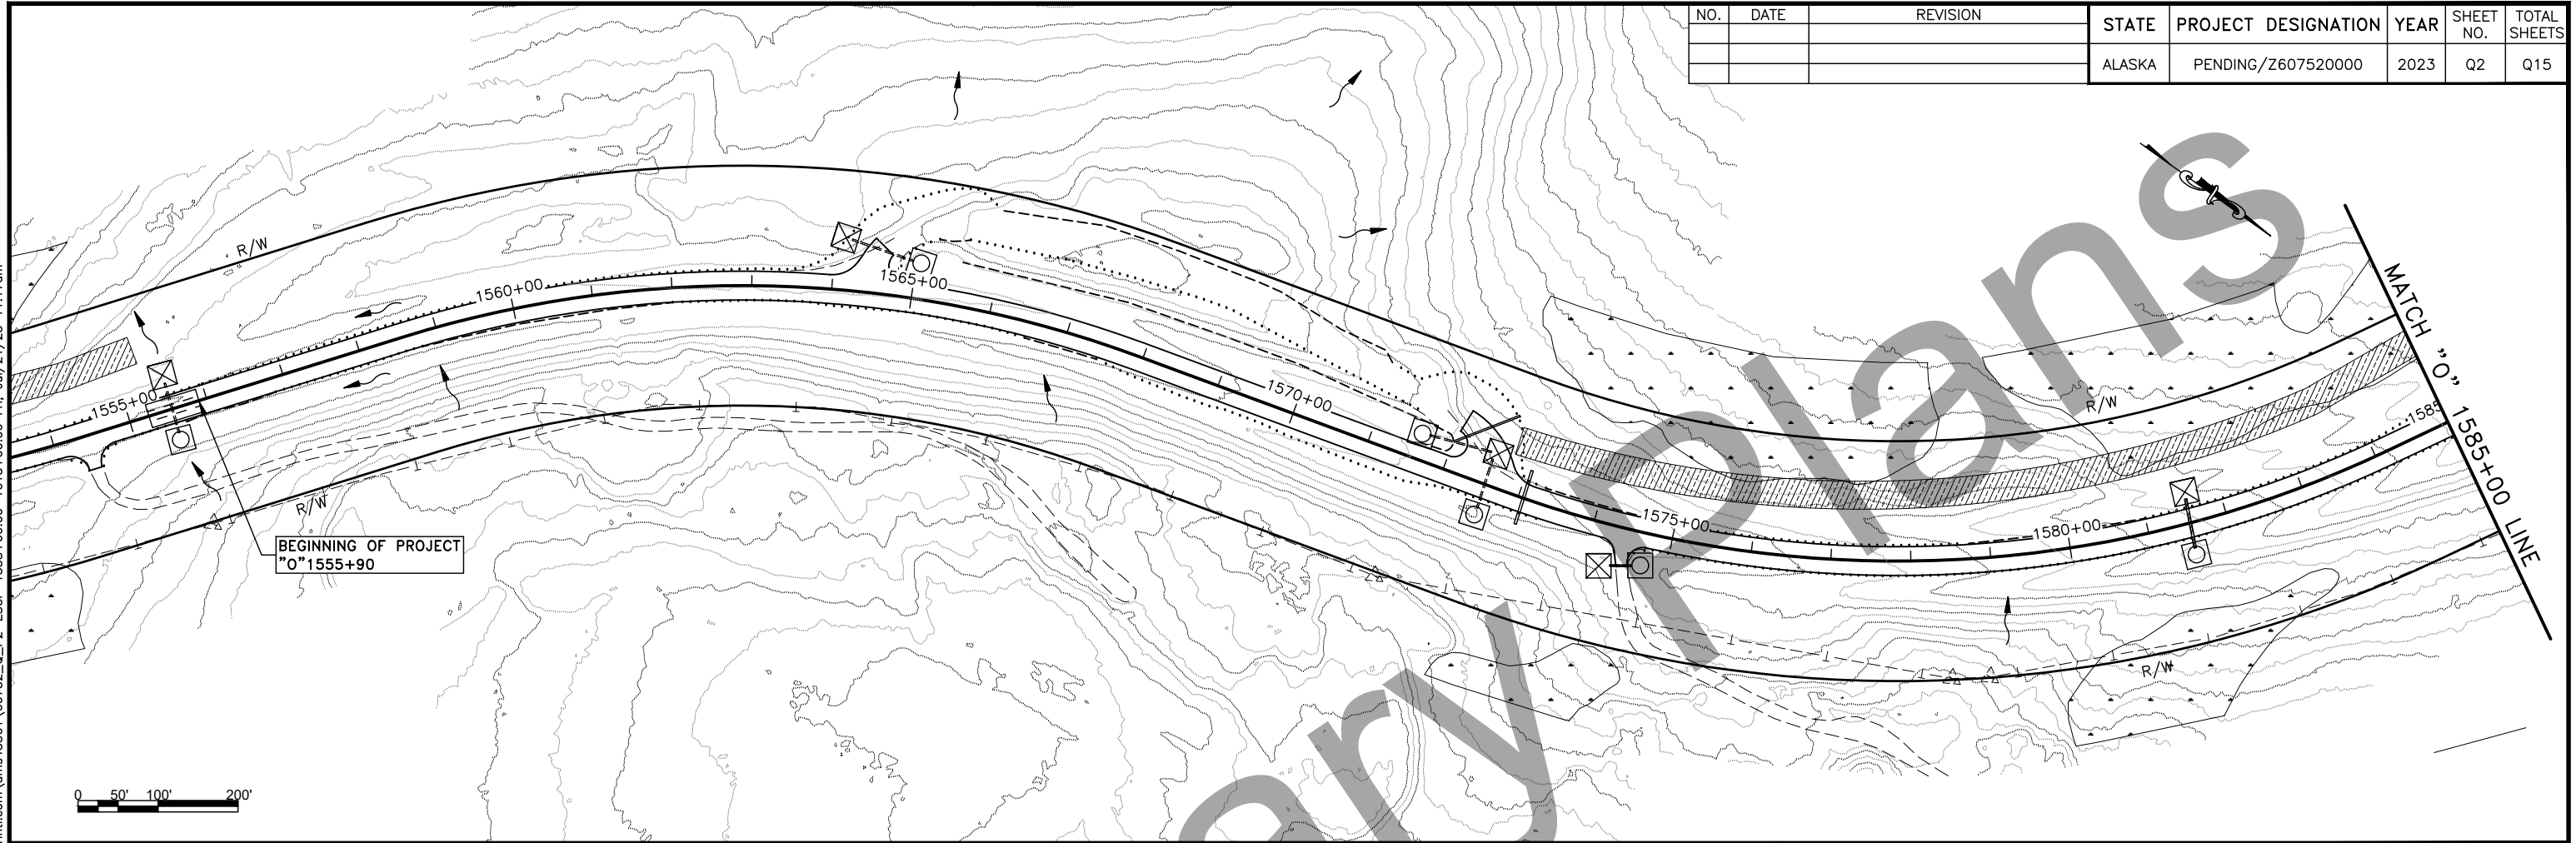 NO. DATE REVISION
STATE PROJECT DESIGNATION YEAR SHEET NO. TOTAL SHEETS
ALASKA PENDING/Z607520000 2023 Q2 Q15
R/W
1555+00
1560+00
1565+00
1570+00
1575+00
1580+00
1585
R/W
R/W
R/W
MATCH "O" 1585+00 LINE
BEGINNING OF PROJECT
"O"1555+90
0 50' 100' 200'
ary Plans